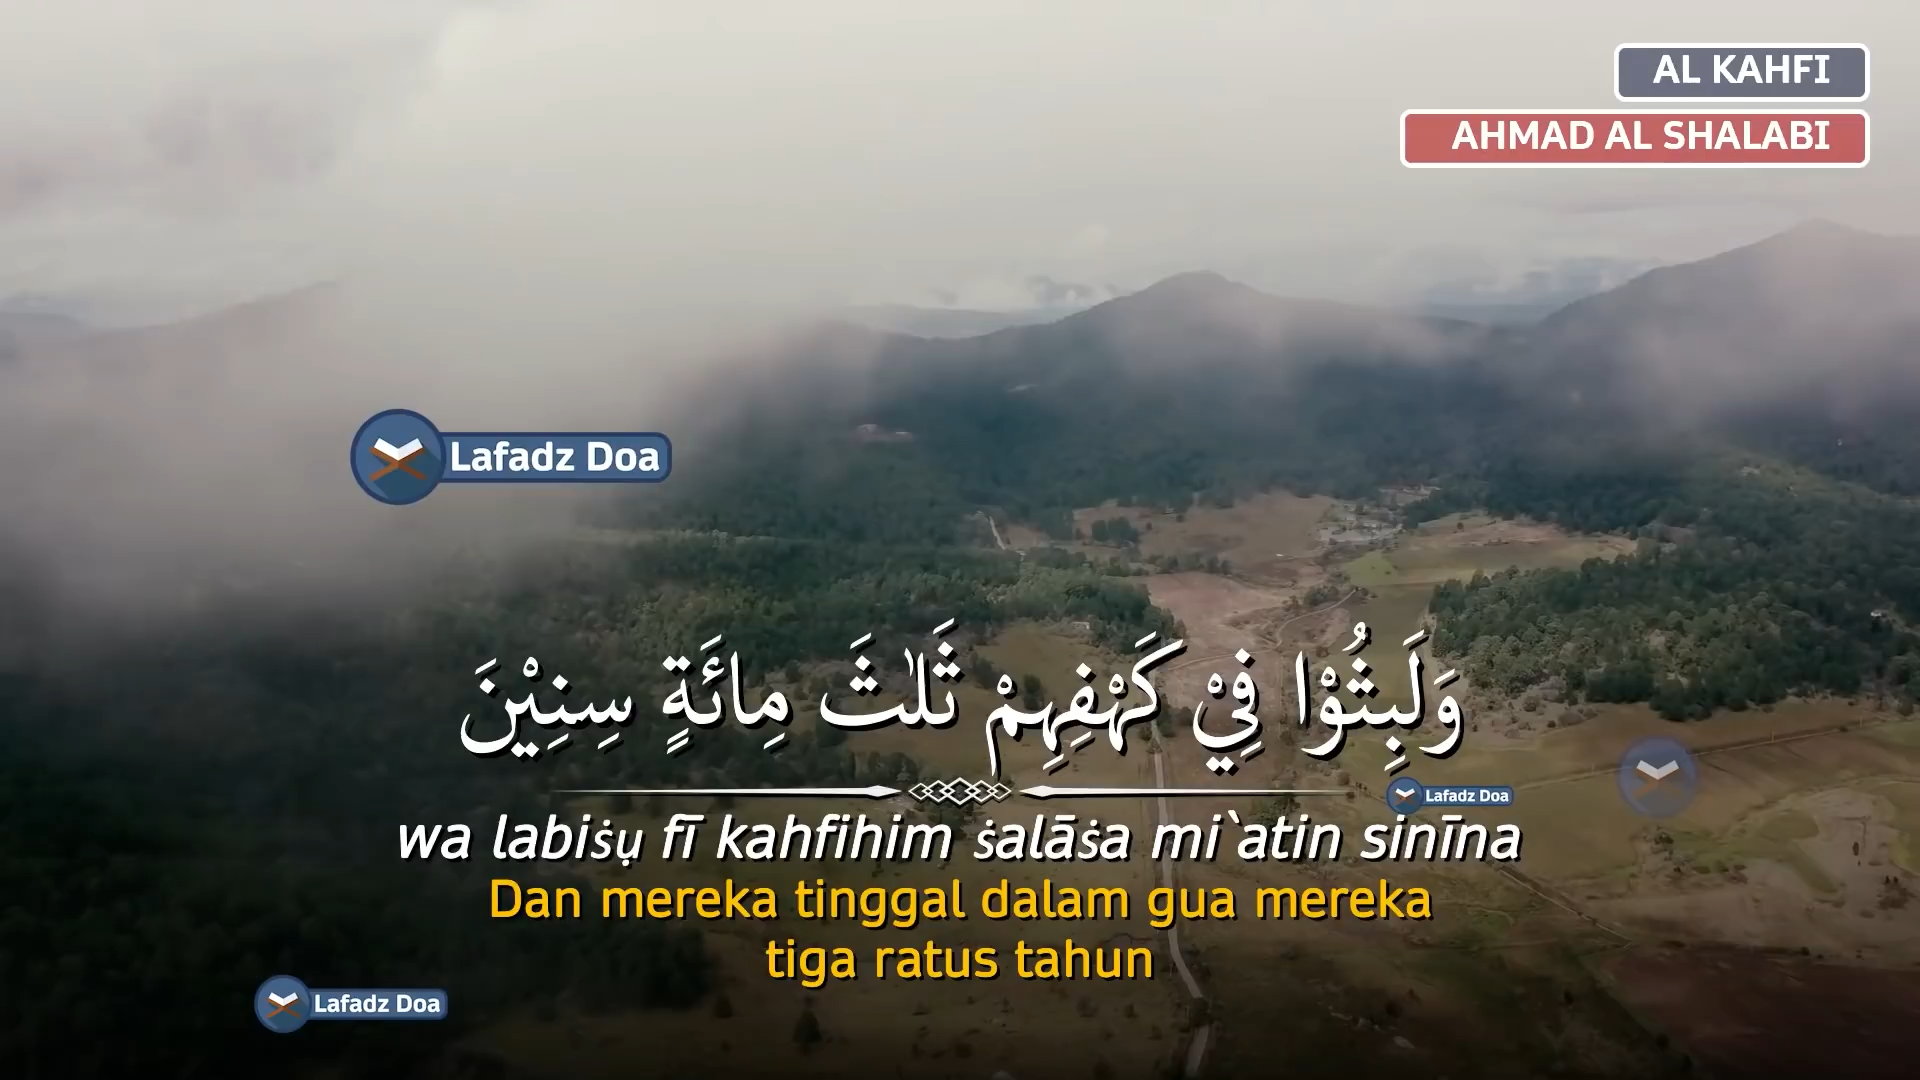 AL KAHFI
AHMAD AL SHALABI
Lafadz Doa
وَلَبِثُوْا فِيْ كَهْفِهِمْ ثَلٰثَ مِائَةٍ سِنِيْنَ
Lafadz Doa
wa labiṡụ fī kahfihim ṡalāṡa mi`atin sinīna
Dan mereka tinggal dalam gua mereka
tiga ratus tahun
Lafadz Doa